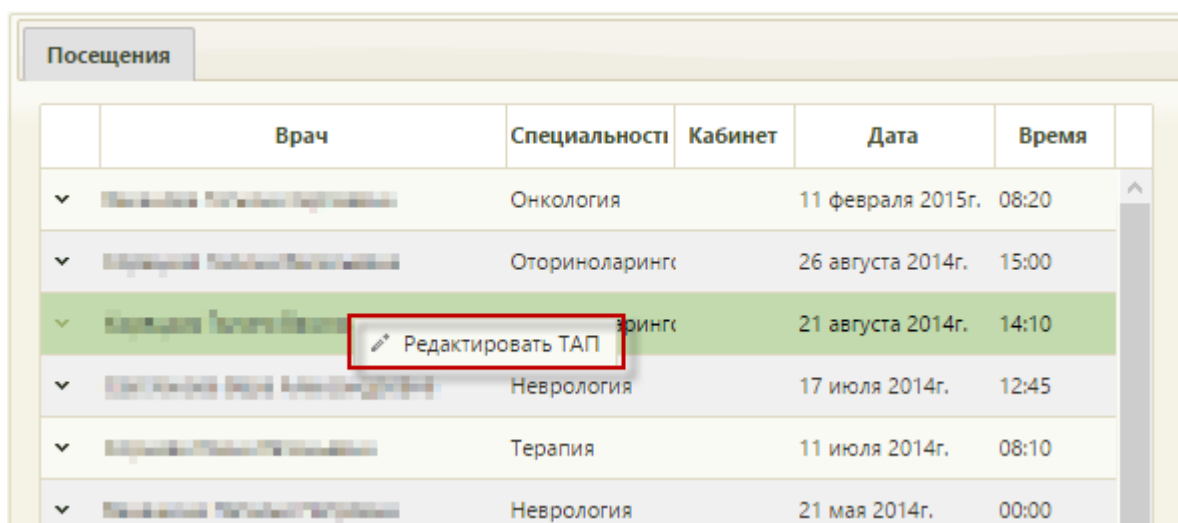 Посещения
Врач Специальности Кабинет Дата Время
Онкология 11 февраля 2015г. 08:20
Оториноларинго 26 августа 2014г. 15:00
аринго 21 августа 2014г. 14:10
Редактировать ТАП
Неврология 17 июля 2014г. 12:45
Терапия 11 июля 2014г. 08:10
Неврология 21 мая 2014г. 00:00